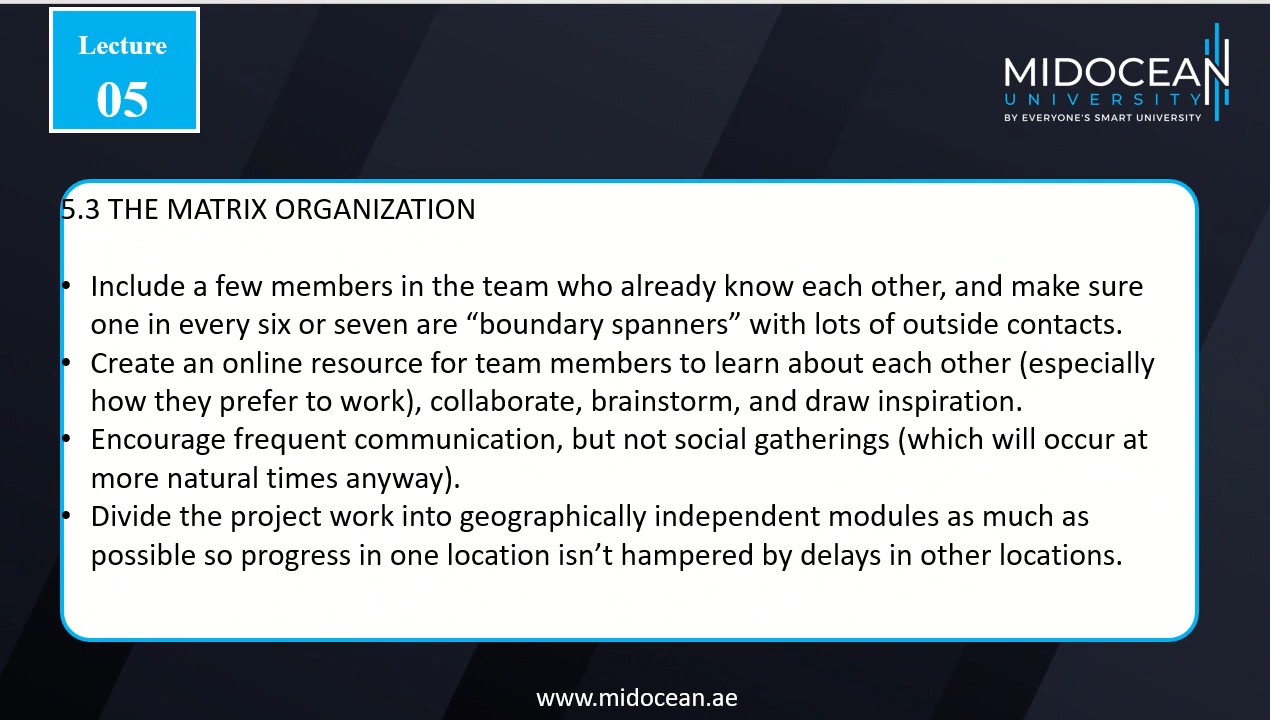 Lecture
05
MIDOCEAN
UNIVERSITY
BY EVERYONE'S SMART UNIVERSITY
5.3 THE MATRIX ORGANIZATION
• Include a few members in the team who already know each other, and make sure
one in every six or seven are “boundary spanners” with lots of outside contacts.
• Create an online resource for team members to learn about each other (especially
how they prefer to work), collaborate, brainstorm, and draw inspiration.
• Encourage frequent communication, but not social gatherings (which will occur at
more natural times anyway).
• Divide the project work into geographically independent modules as much as
possible so progress in one location isn’t hampered by delays in other locations.
www.midocean.ae